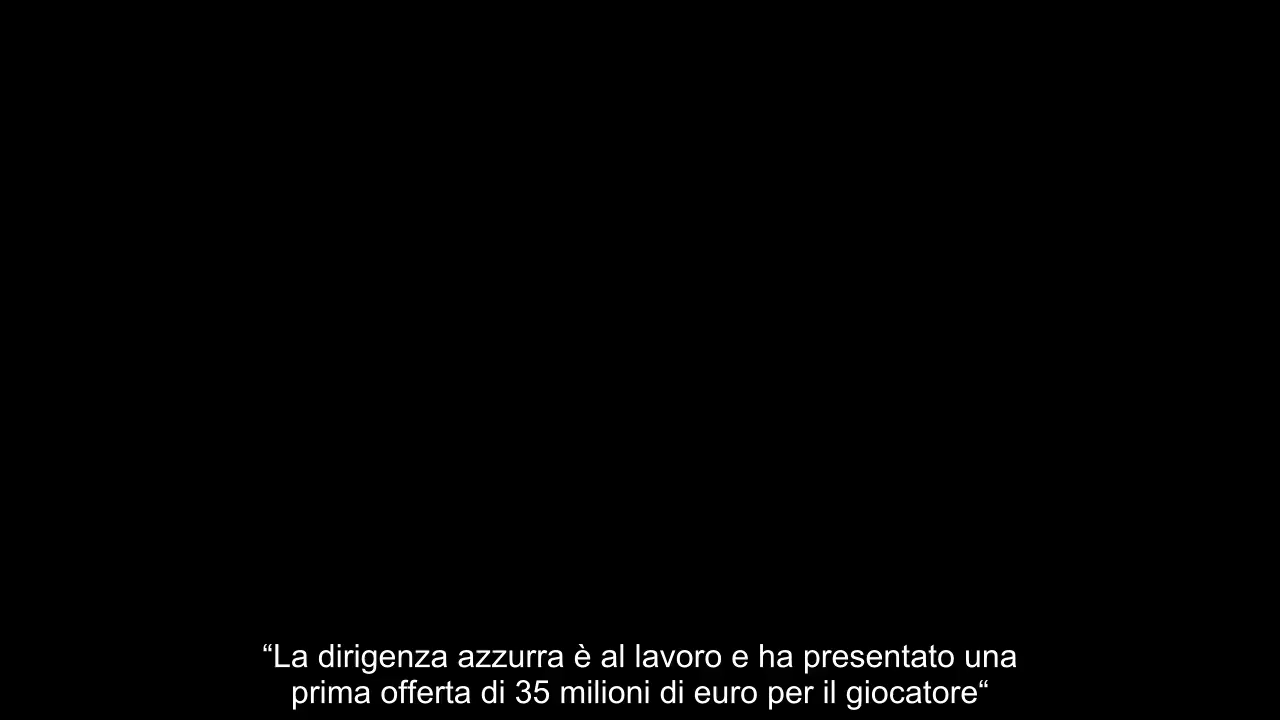 “La dirigenza azzurra è al lavoro e ha presentato una
prima offerta di 35 milioni di euro per il giocatore“